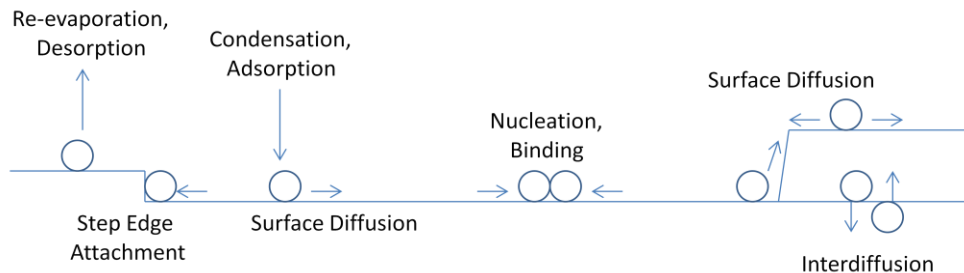 Re-evaporation,
Desorption
Condensation,
Adsorption
Surface Diffusion
Nucleation,
Binding
Step Edge
Attachment
Surface Diffusion
Interdiffusion